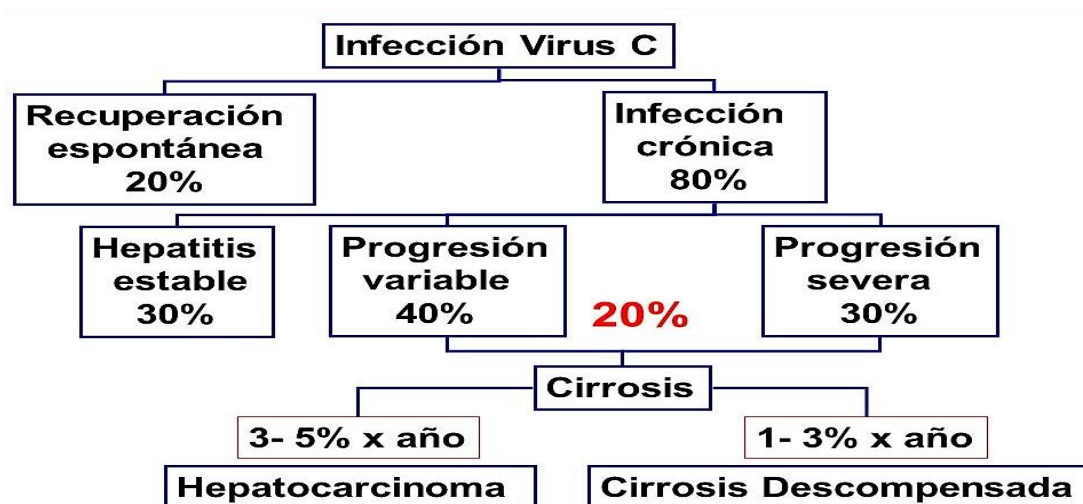 Infección Virus C
Recuperación
espontánea
20%
Infección
crónica
80%
Hepatitis
estable
30%
Progresión
variable
40%
20%
Progresión
severa
30%
Cirrosis
3- 5% x año
1- 3% x año
Hepatocarcinoma
Cirrosis Descompensada